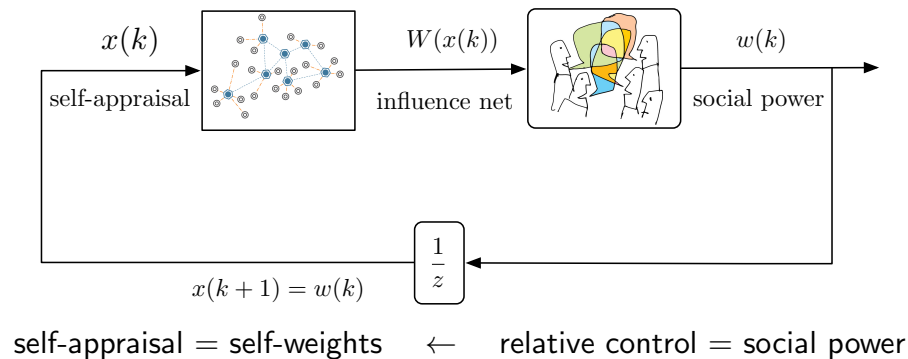 x(k)
self-appraisal
W(x(k))
influence net
w(k)
social power
1
z
x(k + 1) = w(k)
self-appraisal = self-weights ← relative control = social power